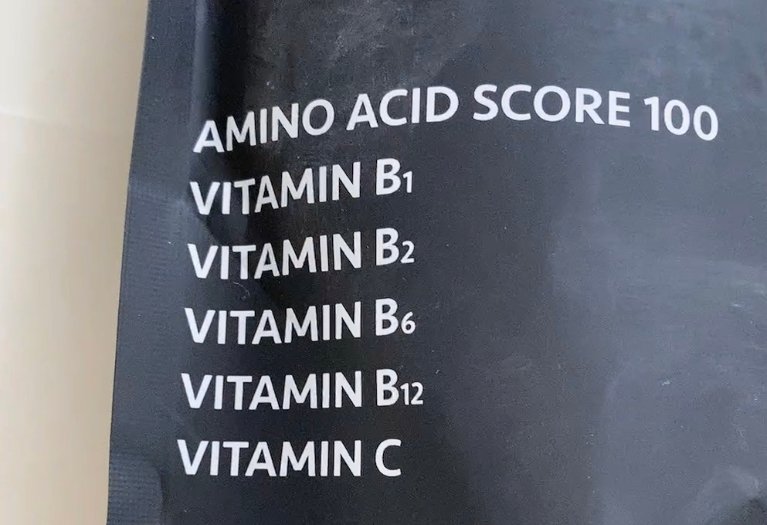 AMINO ACID SCORE 100
VITAMIN B1
VITAMIN B2
VITAMIN B6
VITAMIN B12
VITAMIN C